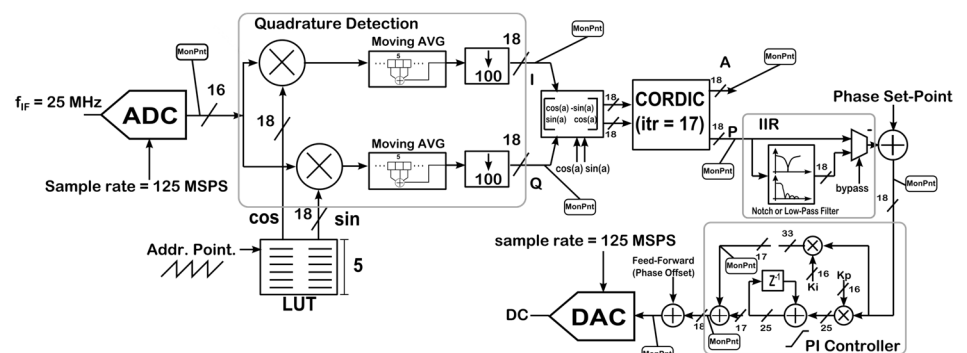 Quadrature Detection
MonPnt
Moving AVG
5
18
MonPnt
100
I
f_IF = 25 MHz
ADC
16
18
Sample rate = 125 MSPS
Moving AVG
5
18
100
Q
MonPnt
cos
sin
18
Addr. Point.
LUT
5
cos(a) -sin(a)
sin(a) cos(a)
cos(a) sin(a)
18
18
CORDIC
(itr = 17)
18
A
MonPnt
18
P
MonPnt
IIR
18
bypass
Notch or Low-Pass Filter
Phase Set-Point
-
MonPnt
18
sample rate = 125 MSPS
Feed-Forward
(Phase Offset)
DC
DAC
MonPnt
18
MonPnt
17
MonPnt
17
33
16
Ki
Kp
16
Z-1
25
25
PI Controller